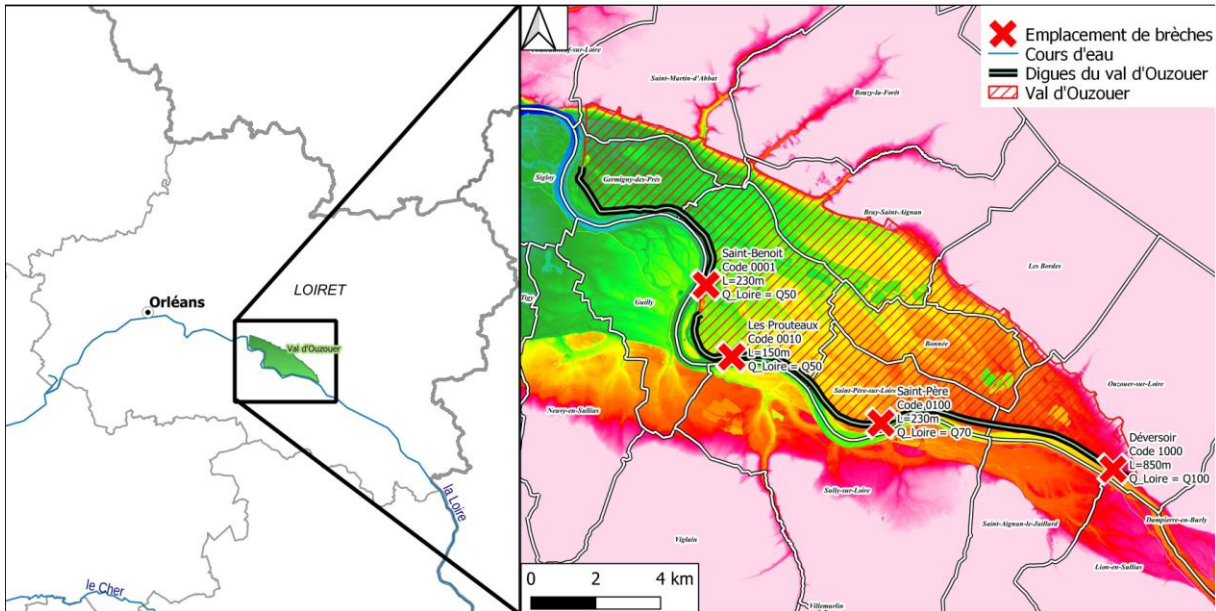 Orléans
LOIRET
Val d'Ouzouer
la Loire
le Cher
Emplacement de brèches
Cours d'eau
Digues du val d'Ouzouer
Val d'Ouzouer
Saint-Martin-d'Abbat
Bouzy-la-Forêt
Sigloy
Germigny-des-Prés
Bray-Saint-Aignan
Les Bordes
Saint-Benoit
Code 0001
L=230m
Q_Loire = Q50
Tigy
Guilly
Les Prouteaux
Code 0010
L=150m
Q_Loire = Q50
Bonnée
Ouzouer-sur-Loire
Saint-Père-sur-Loire
Saint-Père
Code 0100
L=230m
Q_Loire = Q70
Neuvy-en-Sullias
Déversoir
Code 1000
L=850m
Q_Loire = Q100
Sully-sur-Loire
Saint-Aignan-le-Jaillard
Dampierre-en-Burly
Viglain
Lion-en-Sullias
0 2 4 km
Villemurlin